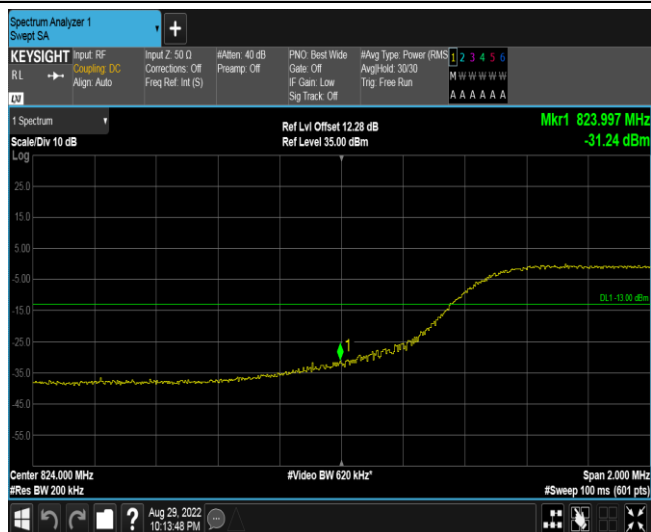 Spectrum Analyzer 1
Swept SA
KEYSIGHT
RL
LXI
Input: RF
Coupling: DC
Align: Auto
Input Z: 50 Ω
Corrections: Off
Freq Ref: Int (S)
#Atten: 40 dB
Preamp: Off
PNO: Best Wide
Gate: Off
IF Gain: Low
Sig Track: Off
#Avg Type: Power (RMS
Avg|Hold: 30/30
Trig: Free Run
1 2 3 4 5 6
M W W W W W
A A A A A A
1 Spectrum
Scale/Div 10 dB
Log
Ref Lvl Offset 12.28 dB
Ref Level 35.00 dBm
Mkr1 823.997 MHz
-31.24 dBm
25.0
15.0
5.00
-5.00
DL1 -13.00 dBm
-15.0
-25.0
1
-35.0
-45.0
-55.0
Center 824.000 MHz
#Res BW 200 kHz
#Video BW 620 kHz*
Span 2.000 MHz
#Sweep 100 ms (601 pts)
?
Aug 29, 2022
10:13:48 PM